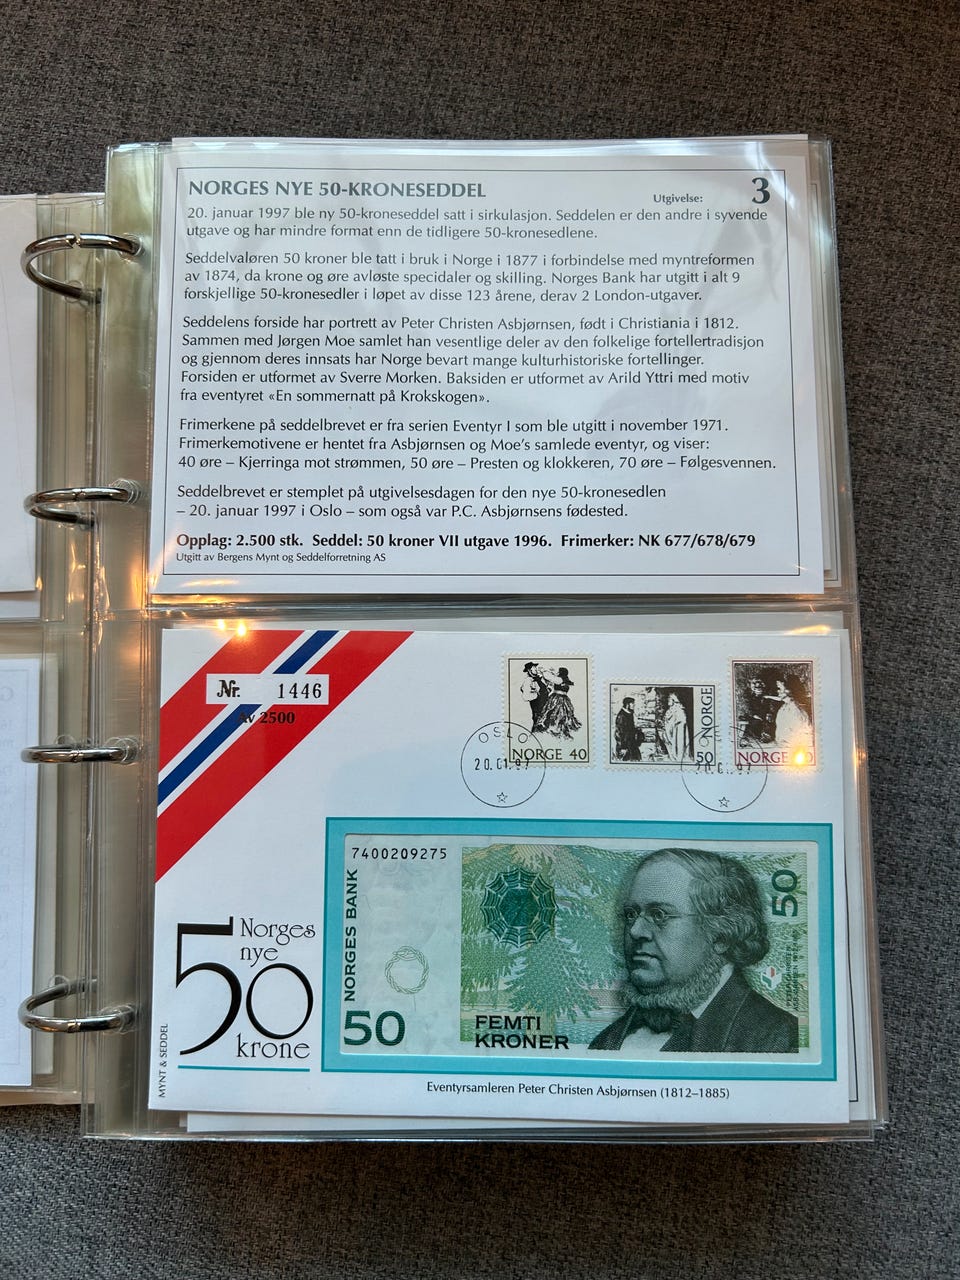 NORGES NYE 50-KRONESEDDEL
Utgivelse: 3
20. januar 1997 ble ny 50-kroneseddel satt i sirkulasjon. Seddelen er den andre i syvende
utgave og har mindre format enn de tidligere 50-kronesedlene.
Seddelvaløren 50 kroner ble tatt i bruk i Norge i 1877 i forbindelse med myntreformen
av 1874, da krone og øre avløste specidaler og skilling. Norges Bank har utgitt i alt 9
forskjellige 50-kronesedler i løpet av disse 123 årene, derav 2 London-utgaver.
Seddelens forside har portrett av Peter Christen Asbjørnsen, født i Christiania i 1812.
Sammen med Jørgen Moe samlet han vesentlige deler av den folkelige fortellertradisjon
og gjennom deres innsats har Norge bevart mange kulturhistoriske fortellinger.
Forsiden er utformet av Sverre Morken. Baksiden er utformet av Arild Yttri med motiv
fra eventyret «En sommernatt på Krokskogen».
Frimerkene på seddelbrevet er fra serien Eventyr I som ble utgitt i november 1971.
Frimerkemotivene er hentet fra Asbjørnsen og Moe's samlede eventyr, og viser:
40 øre – Kjerringa mot strømmen, 50 øre – Presten og klokkeren, 70 øre – Følgesvennen.
Seddelbrevet er stemplet på utgivelsesdagen for den nye 50-kronesedlen
– 20. januar 1997 i Oslo – som også var P.C. Asbjørnsens fødested.
Opplag: 2.500 stk. Seddel: 50 kroner VII utgave 1996. Frimerker: NK 677/678/679
Utgitt av Bergens Mynt og Seddelforretning AS
Nr. 1446
Av 2500
NORGE 40
50 NORGE
NORGE
OSLO
20.01.97
7400209275
NORGES BANK
50
50
FEMTI
KRONER
Norges
nye
50
krone
MYNT & SEDDEL
Eventyrsamleren Peter Christen Asbjørnsen (1812–1885)